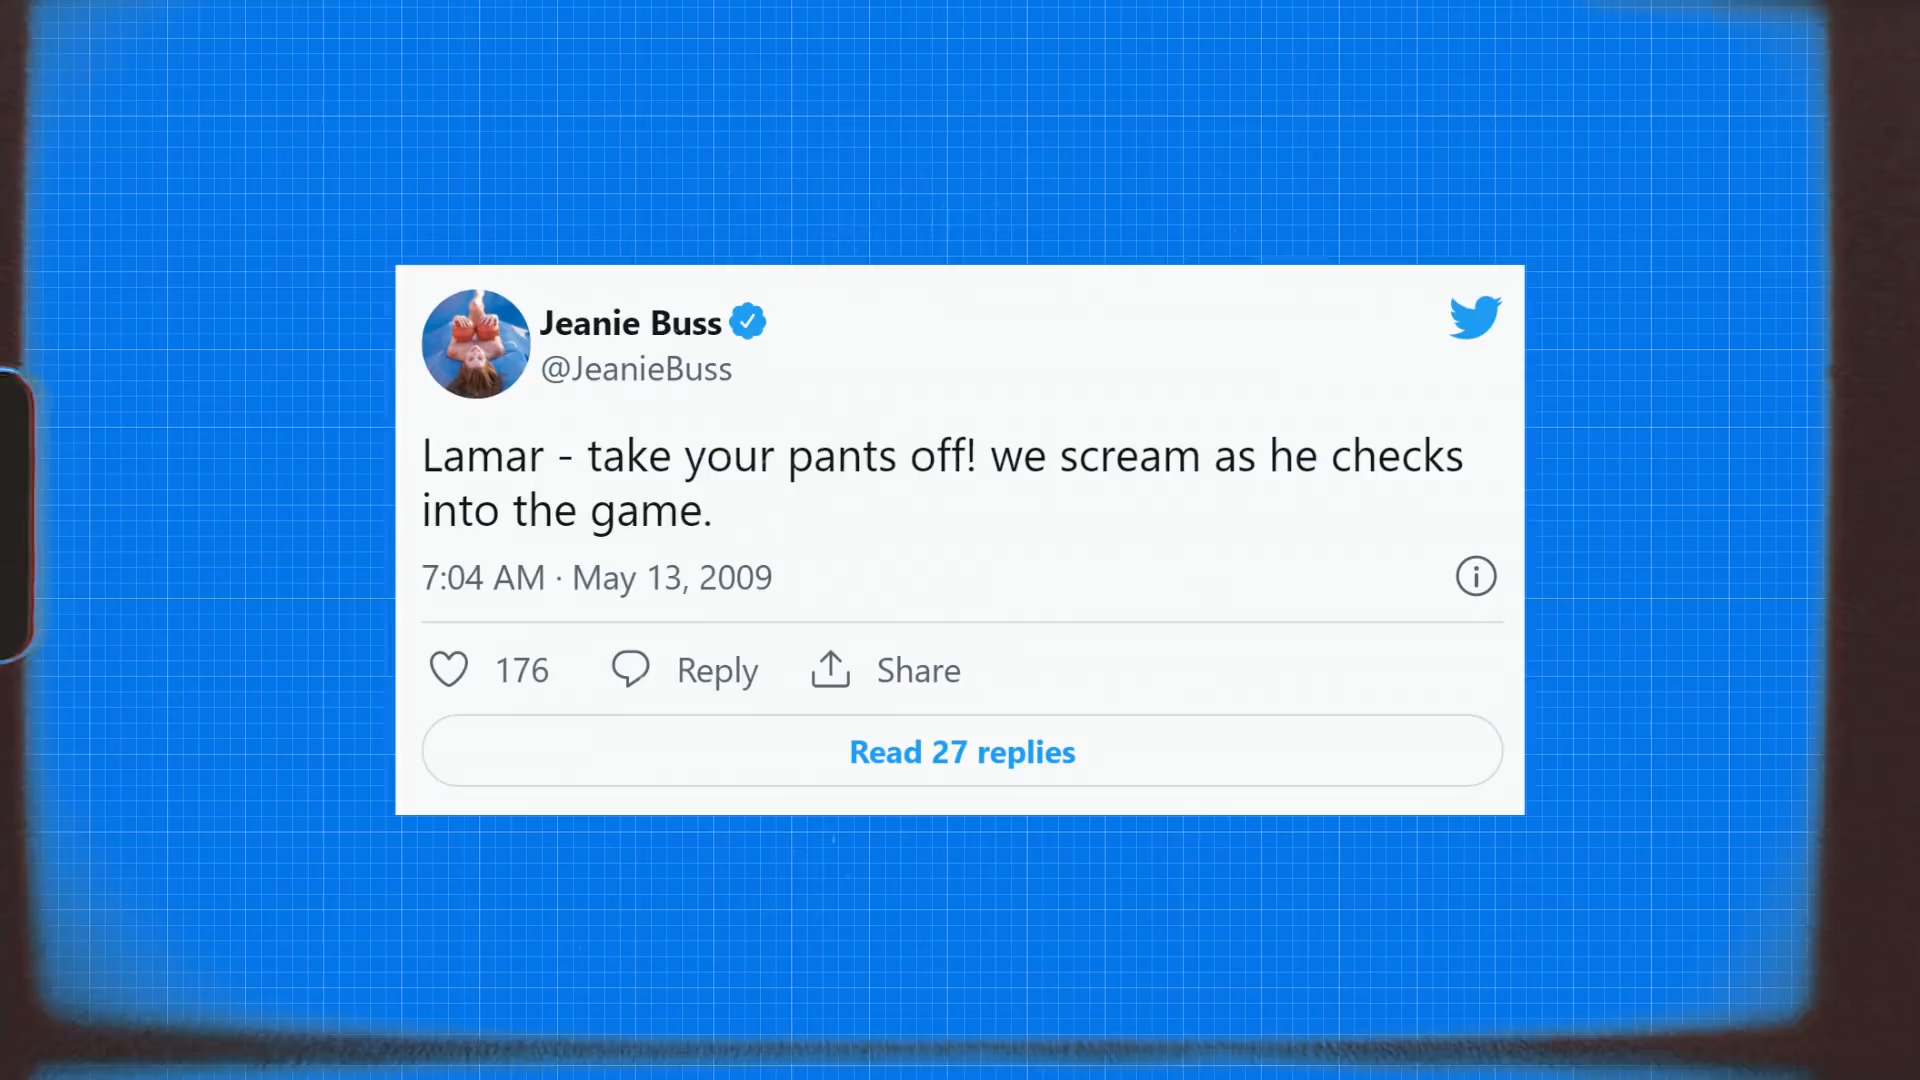 Jeanie Buss
@JeanieBuss
Lamar - take your pants off! we scream as he checks
into the game.
7:04 AM · May 13, 2009
176 Reply Share
Read 27 replies